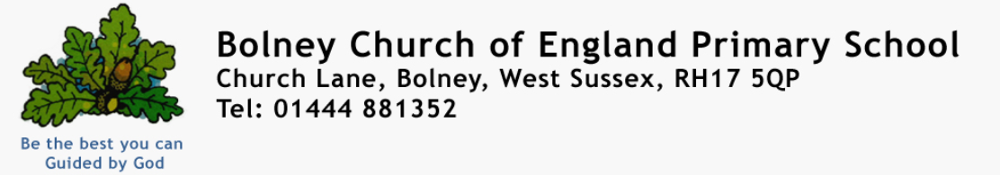 Bolney Church of England Primary School
Church Lane, Bolney, West Sussex, RH17 5QP
Tel: 01444 881352
Be the best you can
Guided by God